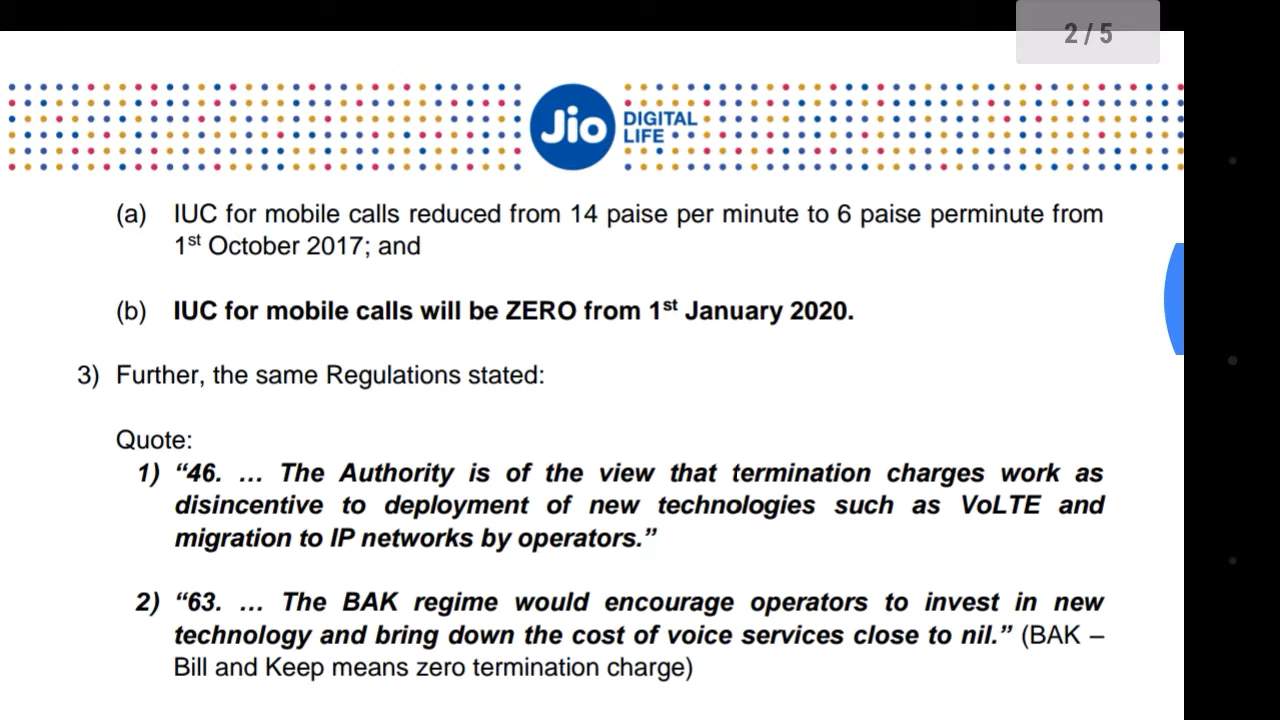 2 / 5
Jio DIGITAL
LIFE
(a) IUC for mobile calls reduced from 14 paise per minute to 6 paise perminute from
1st October 2017; and
(b) IUC for mobile calls will be ZERO from 1st January 2020.
3) Further, the same Regulations stated:
Quote:
1) “46. … The Authority is of the view that termination charges work as
disincentive to deployment of new technologies such as VoLTE and
migration to IP networks by operators.”
2) “63. … The BAK regime would encourage operators to invest in new
technology and bring down the cost of voice services close to nil.” (BAK –
Bill and Keep means zero termination charge)